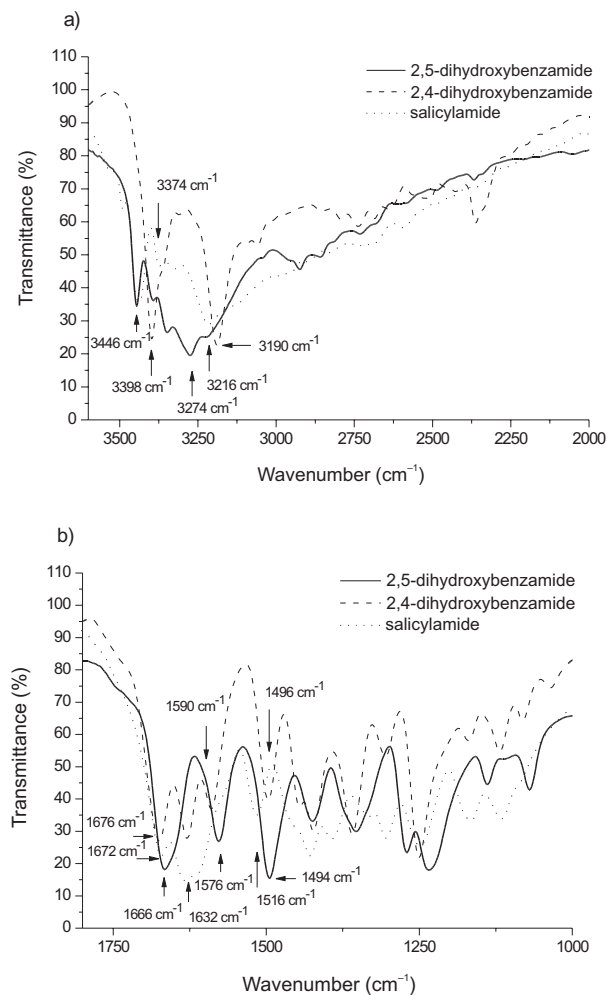 a)
2,5-dihydroxybenzamide
2,4-dihydroxybenzamide
salicylamide
110
100
90
80
70
60
50
40
30
20
10
0
Transmittance (%)
3374 cm⁻¹
3446 cm⁻¹
3398 cm⁻¹
3274 cm⁻¹
3216 cm⁻¹
3190 cm⁻¹
3500 3250 3000 2750 2500 2250 2000
Wavenumber (cm⁻¹)
b)
2,5-dihydroxybenzamide
2,4-dihydroxybenzamide
salicylamide
110
100
90
80
70
60
50
40
30
20
10
0
Transmittance (%)
1590 cm⁻¹
1496 cm⁻¹
1676 cm⁻¹
1672 cm⁻¹
1666 cm⁻¹
1632 cm⁻¹
1576 cm⁻¹
1516 cm⁻¹
1494 cm⁻¹
1750 1500 1250 1000
Wavenumber (cm⁻¹)